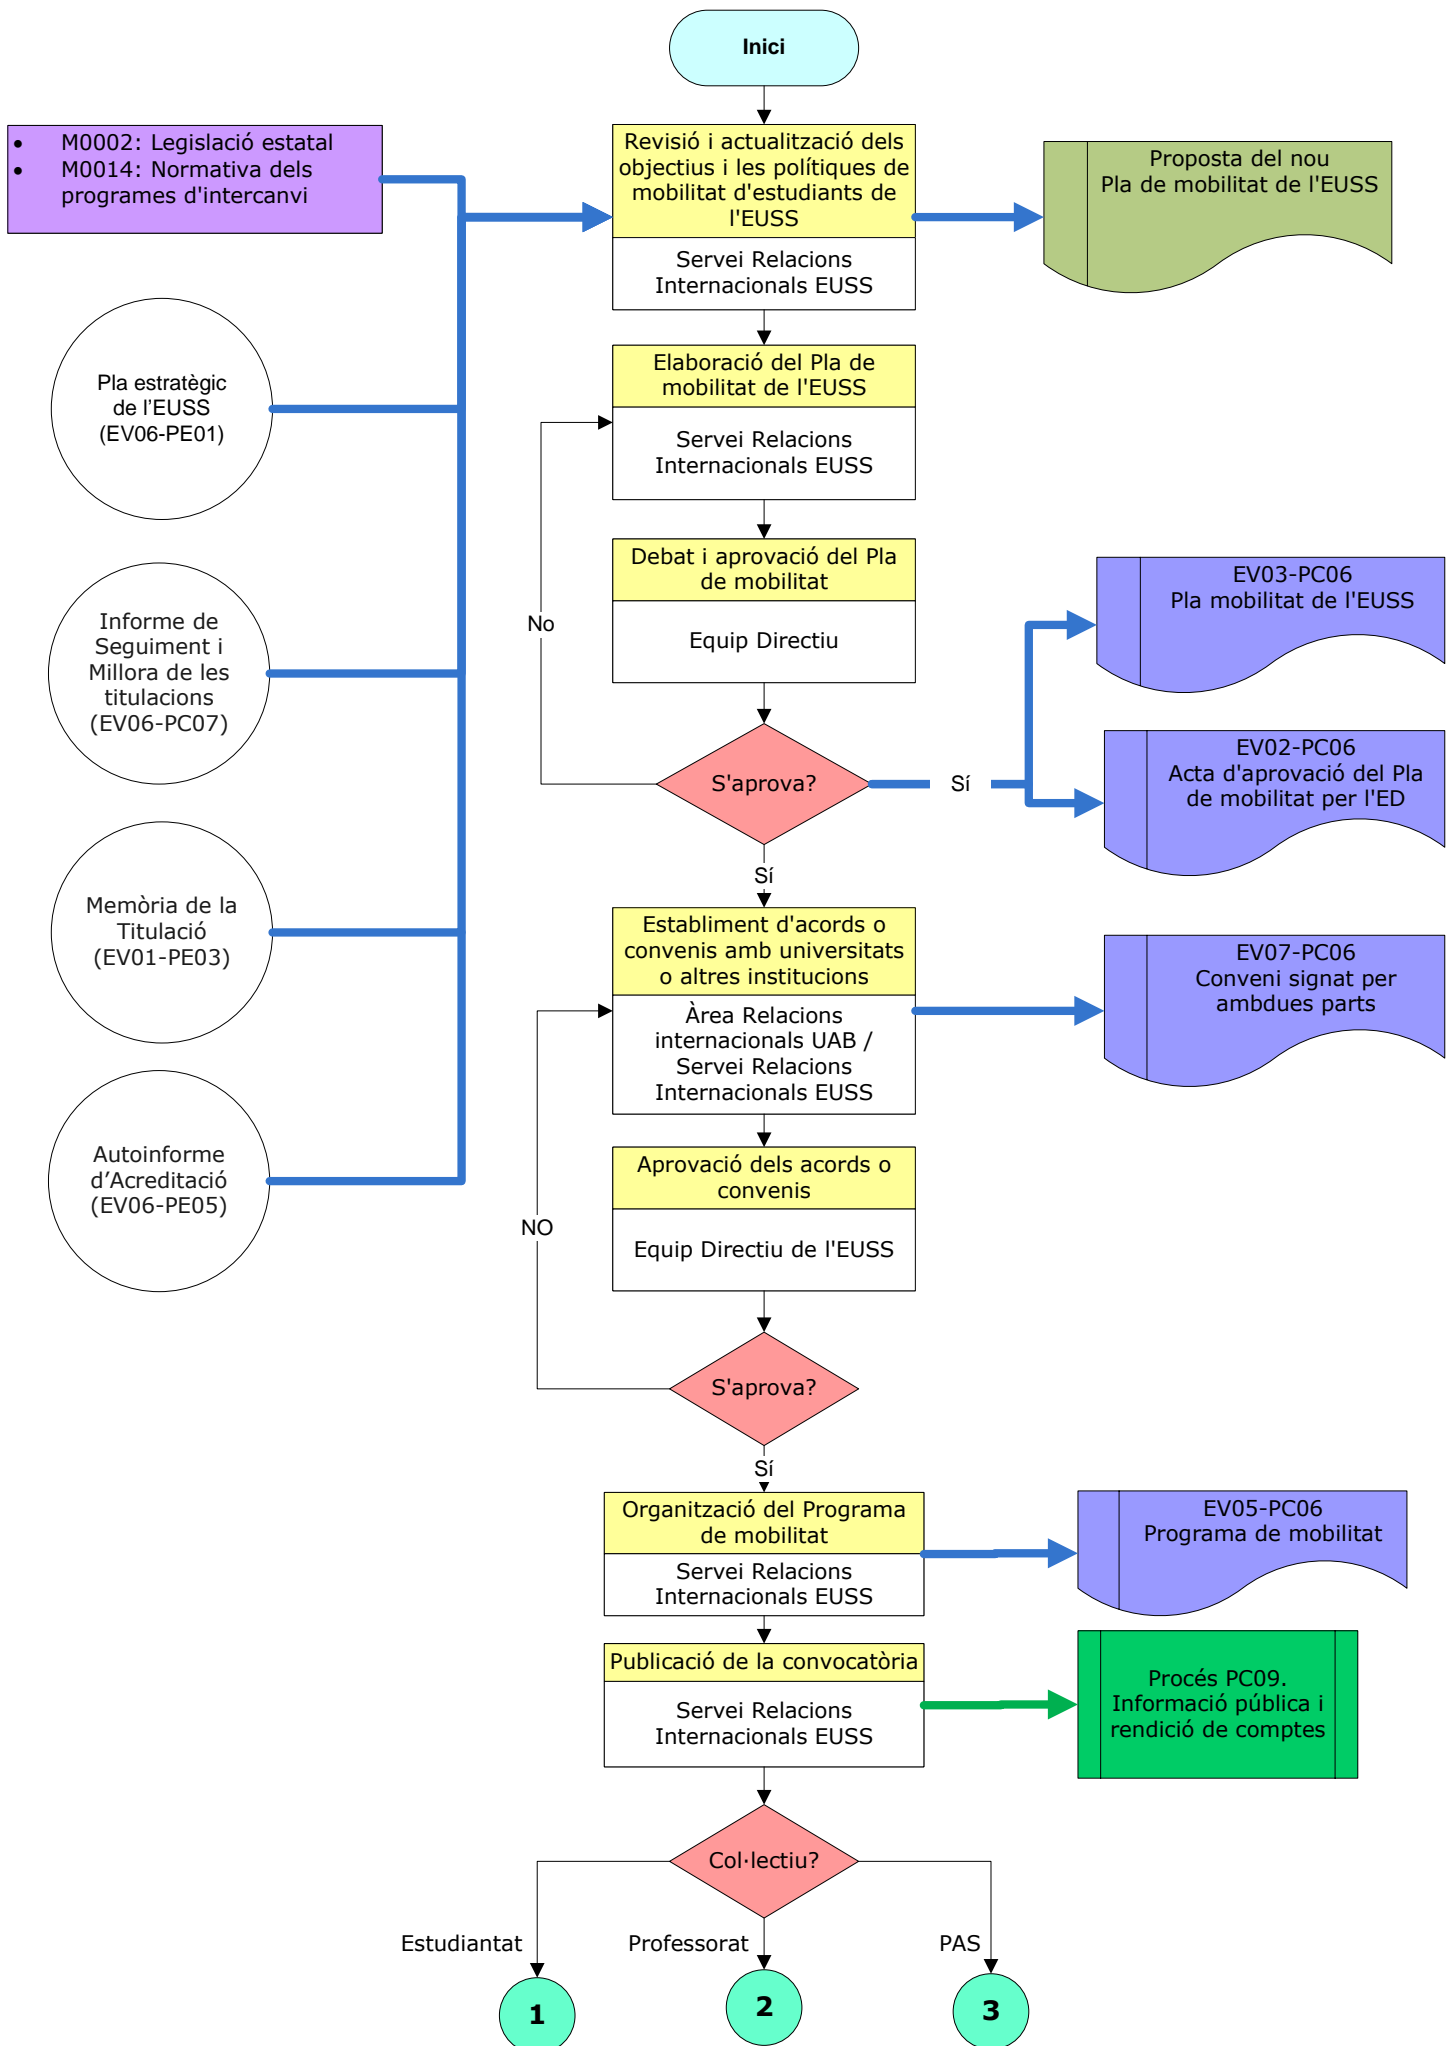 Inici
• M0002: Legislació estatal
• M0014: Normativa dels
programes d'intercanvi
Revisió i actualització dels
objectius i les polítiques de
mobilitat d'estudiants de
l'EUSS
Servei Relacions
Internacionals EUSS
Proposta del nou
Pla de mobilitat de l'EUSS
Pla estratègic
de l’EUSS
(EV06-PE01)
Elaboració del Pla de
mobilitat de l'EUSS
Servei Relacions
Internacionals EUSS
Informe de
Seguiment i
Millora de les
titulacions
(EV06-PC07)
No
Debat i aprovació del Pla
de mobilitat
Equip Directiu
EV03-PC06
Pla mobilitat de l'EUSS
S'aprova?
Sí
EV02-PC06
Acta d'aprovació del Pla
de mobilitat per l'ED
Sí
Memòria de la
Titulació
(EV01-PE03)
Establiment d'acords o
convenis amb universitats
o altres institucions
Àrea Relacions
internacionals UAB /
Servei Relacions
Internacionals EUSS
EV07-PC06
Conveni signat per
ambdues parts
Autoinforme
d’Acreditació
(EV06-PE05)
NO
Aprovació dels acords o
convenis
Equip Directiu de l'EUSS
S'aprova?
Sí
Organització del Programa
de mobilitat
Servei Relacions
Internacionals EUSS
EV05-PC06
Programa de mobilitat
Publicació de la convocatòria
Servei Relacions
Internacionals EUSS
Procés PC09.
Informació pública i
rendició de comptes
Col·lectiu?
Estudiantat
Professorat
PAS
1
2
3